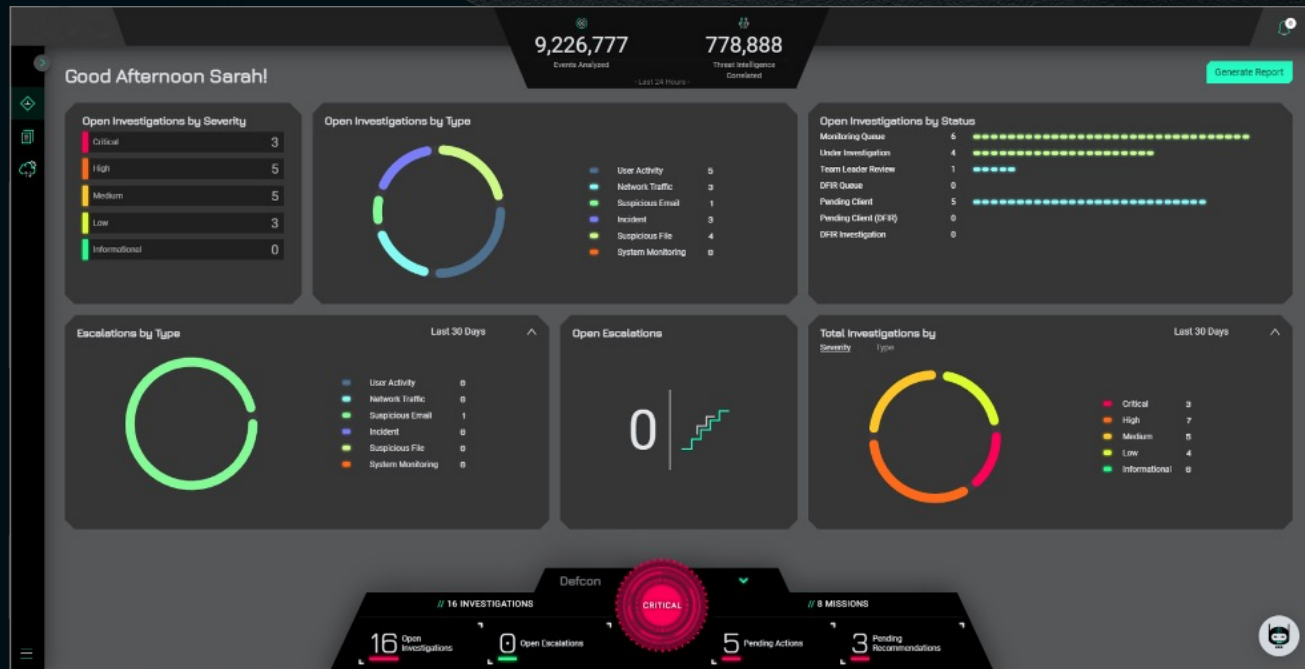 9,226,777
Events Analyzed
778,888
Threat Intelligence
Correlated
- Last 24 Hours -
Good Afternoon Sarah!
Generate Report
Open Investigations by Severity
Critical 3
High 5
Medium 5
Low 3
Informational 0
Open Investigations by Type
User Activity 5
Network Traffic 3
Suspicious Email 1
Incident 3
Suspicious File 4
System Monitoring 0
Open Investigations by Status
Monitoring Queue 6
Under Investigation 4
Team Leader Review 1
DFIR Queue 0
Pending Client 5
Pending Client (DFIR) 0
DFIR Investigation 0
Escalations by Type
Last 30 Days
User Activity 0
Network Traffic 0
Suspicious Email 1
Incident 0
Suspicious File 0
System Monitoring 0
Open Escalations
0
Total Investigations by
Last 30 Days
Severity Type
Critical 3
High 7
Medium 5
Low 4
Informational 0
Defcon
// 16 INVESTIGATIONS
CRITICAL
// 8 MISSIONS
16 Open
Investigations
0 Open Escalations
5 Pending Actions
3 Pending
Recommendations